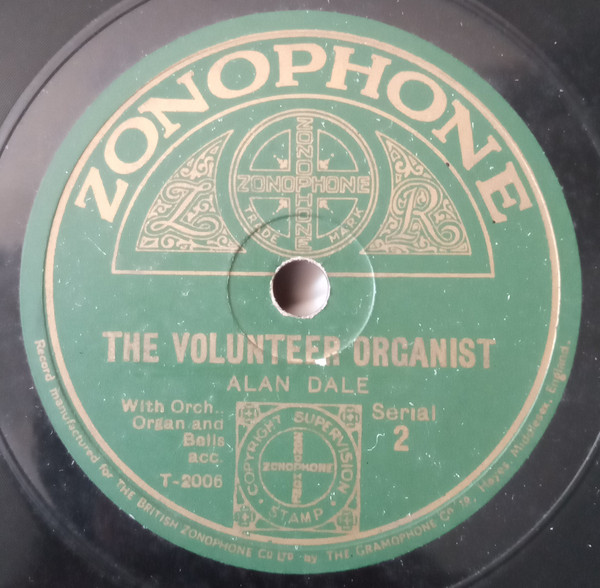 ZONOPHONE
Z R
ZONOPHONE
ZONOPHONE
TRADE MARK
THE VOLUNTEER ORGANIST
ALAN DALE
With Orch.,
Organ and
Bells
acc.
T-2006
Serial
2
COPYRIGHT SUPERVISION
STAMP
ZONOPHONE
ZONOPHONE
Record manufactured for THE BRITISH ZONOPHONE CO LTD by THE GRAMOPHONE CO LD, Hayes, Middlesex, England.